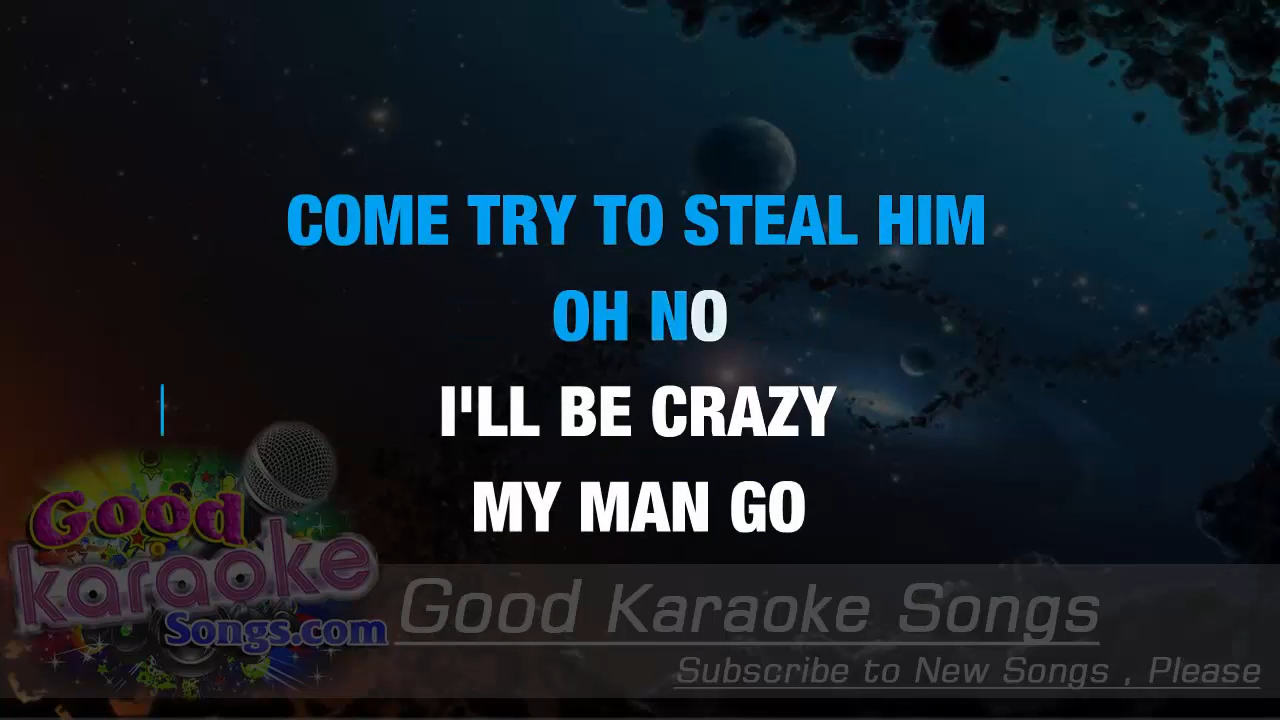 COME TRY TO STEAL HIM
OH NO
I'LL BE CRAZY
MY MAN GO
Good
karaoke
Songs.com
Good Karaoke Songs
Subscribe to New Songs , Please